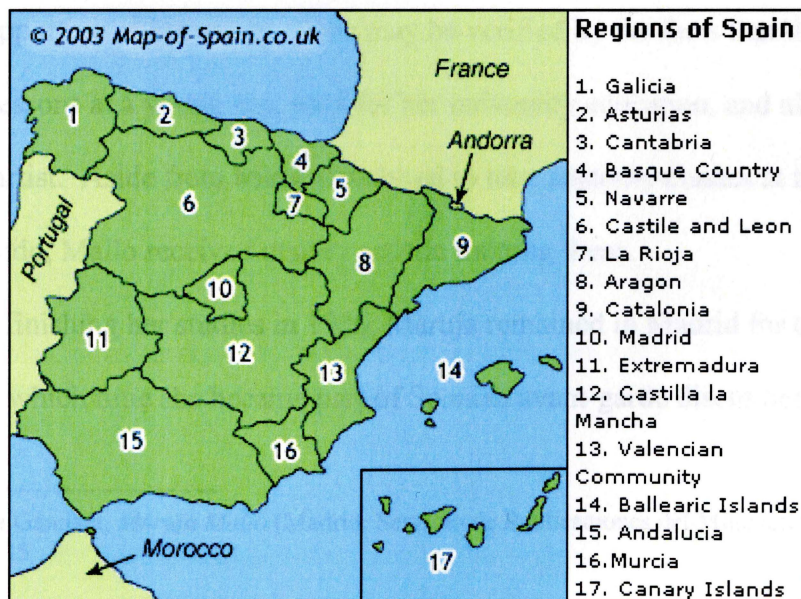 © 2003 Map-of-Spain.co.uk
France
Andorra
Portugal
Morocco
1
2
3
4
5
6
7
8
9
10
11
12
13
14
15
16
17
Regions of Spain
1. Galicia
2. Asturias
3. Cantabria
4. Basque Country
5. Navarre
6. Castile and Leon
7. La Rioja
8. Aragon
9. Catalonia
10. Madrid
11. Extremadura
12. Castilla la
Mancha
13. Valencian
Community
14. Ballearic Islands
15. Andalucia
16.Murcia
17. Canary Islands